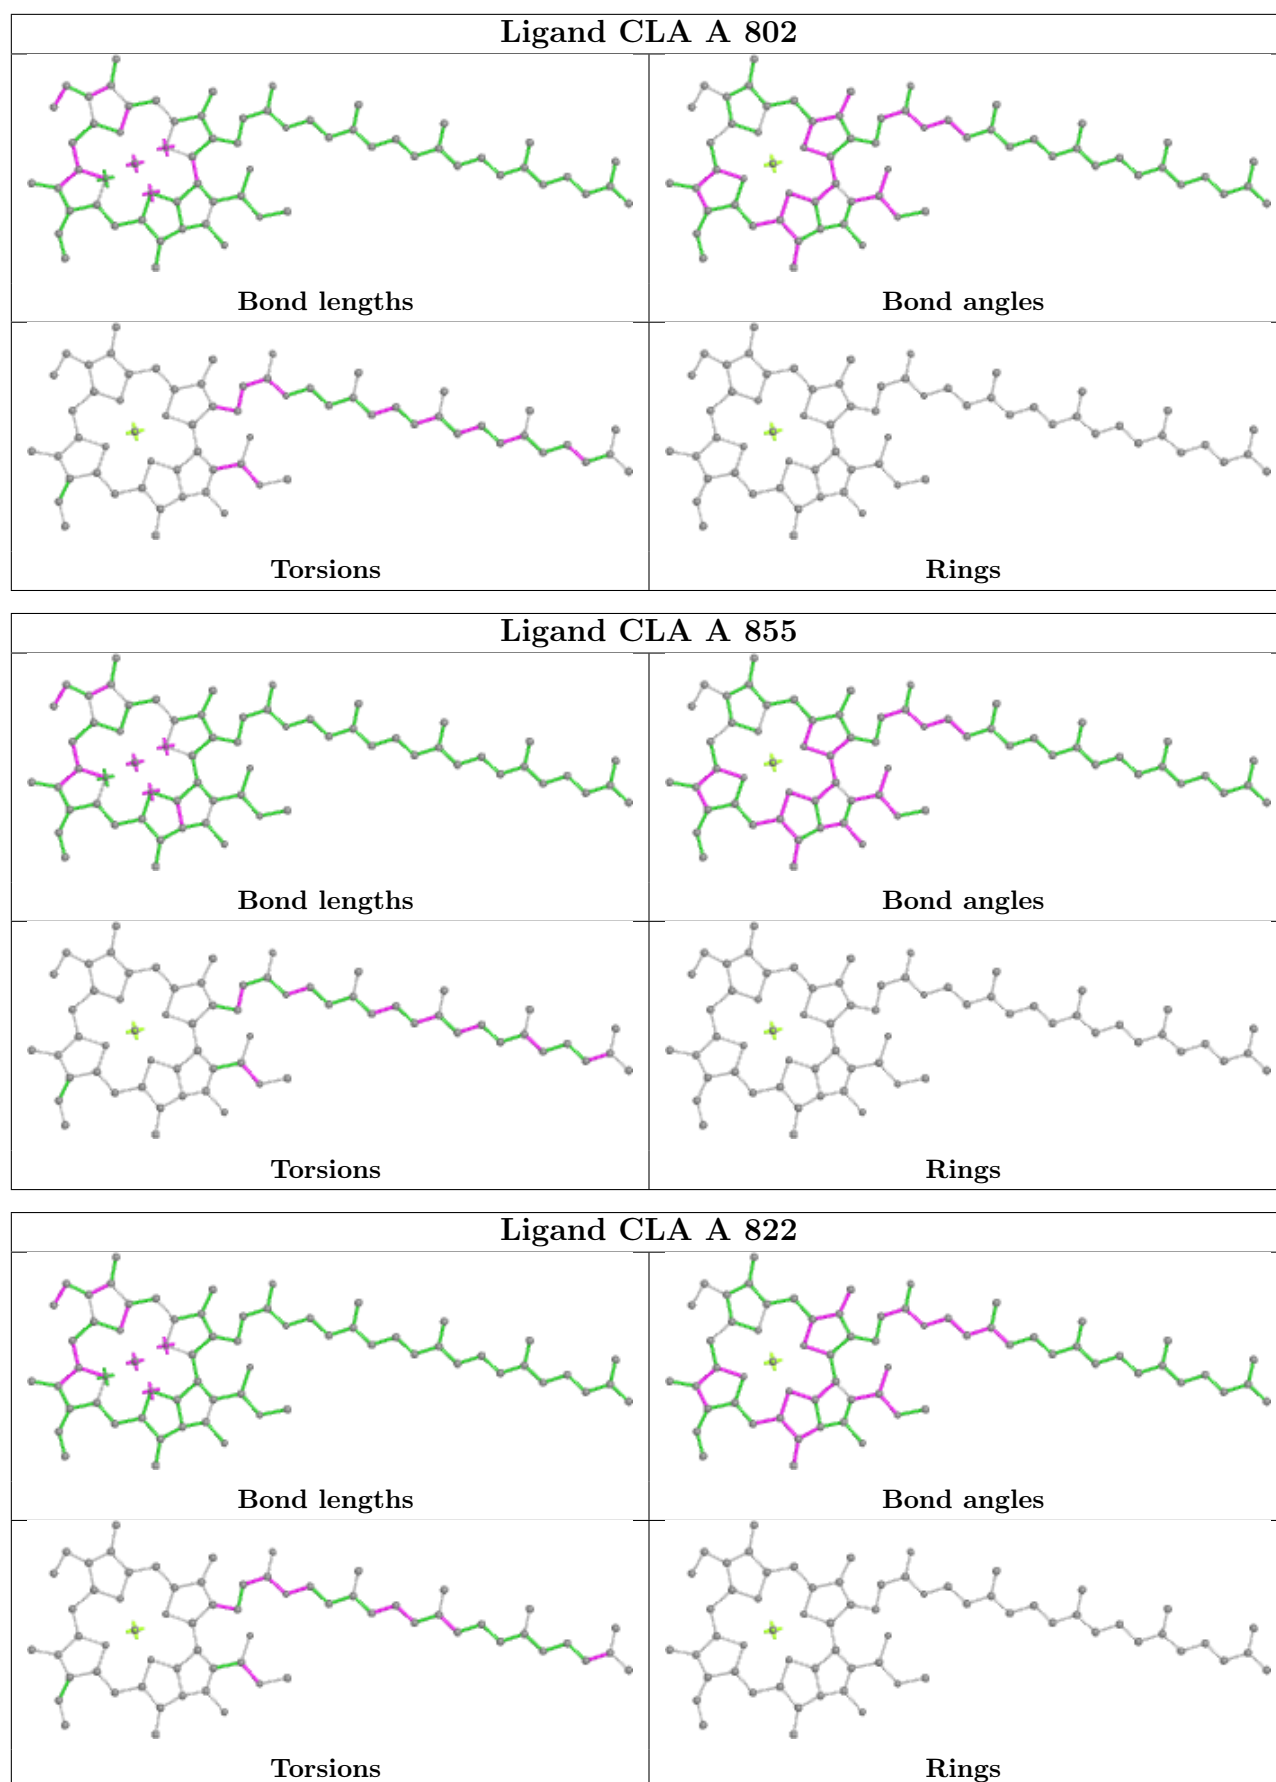 Ligand CLA A 802
Bond lengths
Bond angles
Torsions
Rings
Ligand CLA A 855
Bond lengths
Bond angles
Torsions
Rings
Ligand CLA A 822
Bond lengths
Bond angles
Torsions
Rings